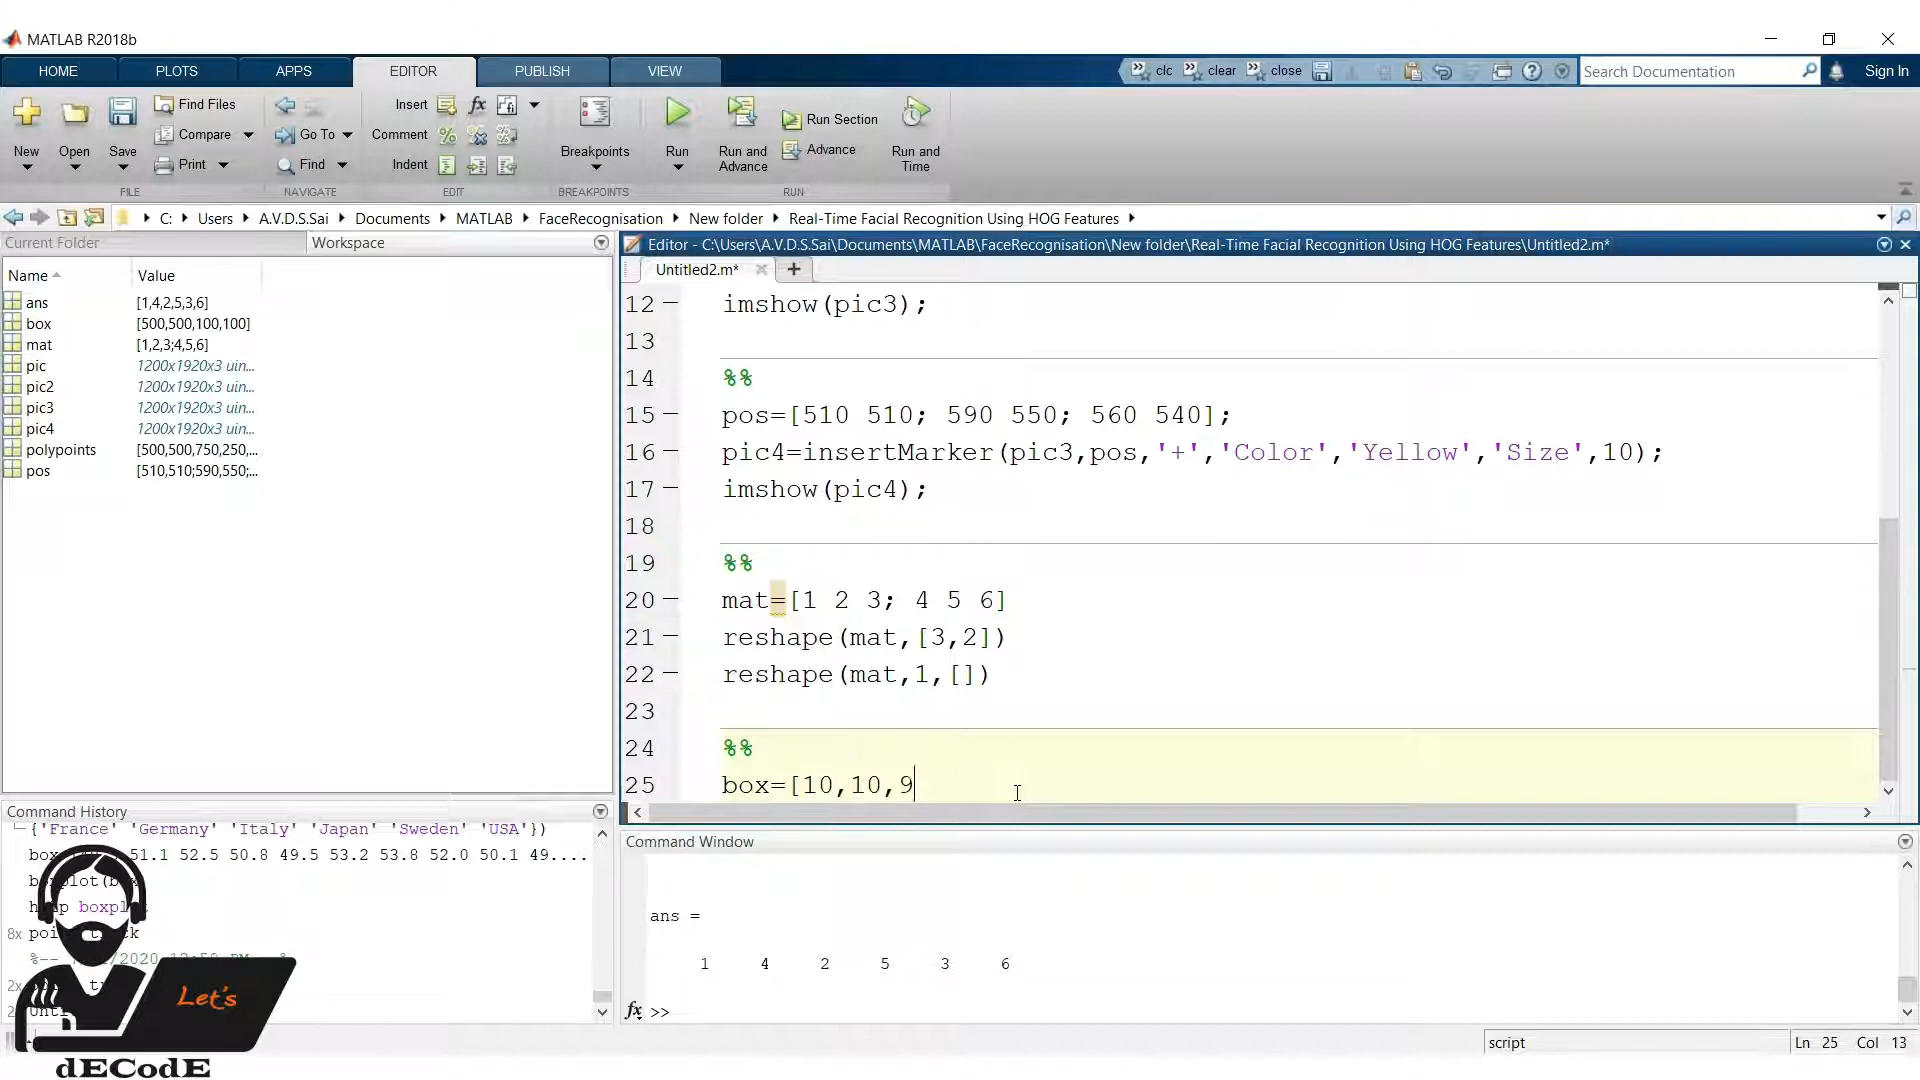 MATLAB R2018b
HOME PLOTS APPS EDITOR PUBLISH VIEW clc clear close Search Documentation Sign In
New Open Save Find Files Compare Print Go To Find Insert fx Comment Indent Breakpoints Run Run and Advance Run Section Advance Run and Time
FILE NAVIGATE EDIT BREAKPOINTS RUN
C: Users A.V.D.S.Sai Documents MATLAB FaceRecognisation New folder Real-Time Facial Recognition Using HOG Features
Current Folder Workspace
Name Value
ans [1,4,2,5,3,6]
box [500,500,100,100]
mat [1,2,3;4,5,6]
pic 1200x1920x3 uin...
pic2 1200x1920x3 uin...
pic3 1200x1920x3 uin...
pic4 1200x1920x3 uin...
polypoints [500,500,750,250,...
pos [510,510;590,550;...
Editor - C:\Users\A.V.D.S.Sai\Documents\MATLAB\FaceRecognisation\New folder\Real-Time Facial Recognition Using HOG Features\Untitled2.m*
Untitled2.m*
12 imshow(pic3);
13
14 %%
15 pos=[510 510; 590 550; 560 540];
16 pic4=insertMarker(pic3,pos,'+','Color','Yellow','Size',10);
17 imshow(pic4);
18
19 %%
20 mat=[1 2 3; 4 5 6]
21 reshape(mat,[3,2])
22 reshape(mat,1,[])
23
24 %%
25 box=[10,10,9
Command History
{'France' 'Germany' 'Italy' 'Japan' 'Sweden' 'USA'})
51.1 52.5 50.8 49.5 53.2 53.8 52.0 50.1 49....
8x
2x
Let's
dECodE
Command Window
ans =
1 4 2 5 3 6
fx >>
script Ln 25 Col 13